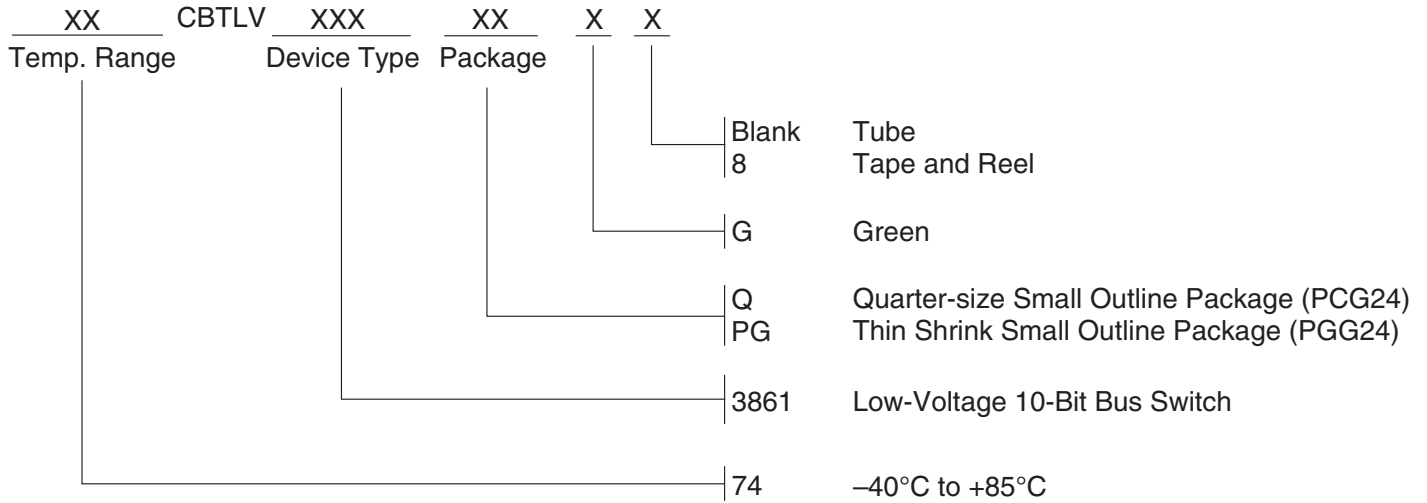 XX CBTLV XXX XX X X
Temp. Range Device Type Package
Blank Tube
8 Tape and Reel
G Green
Q Quarter-size Small Outline Package (PCG24)
PG Thin Shrink Small Outline Package (PGG24)
3861 Low-Voltage 10-Bit Bus Switch
74 –40°C to +85°C